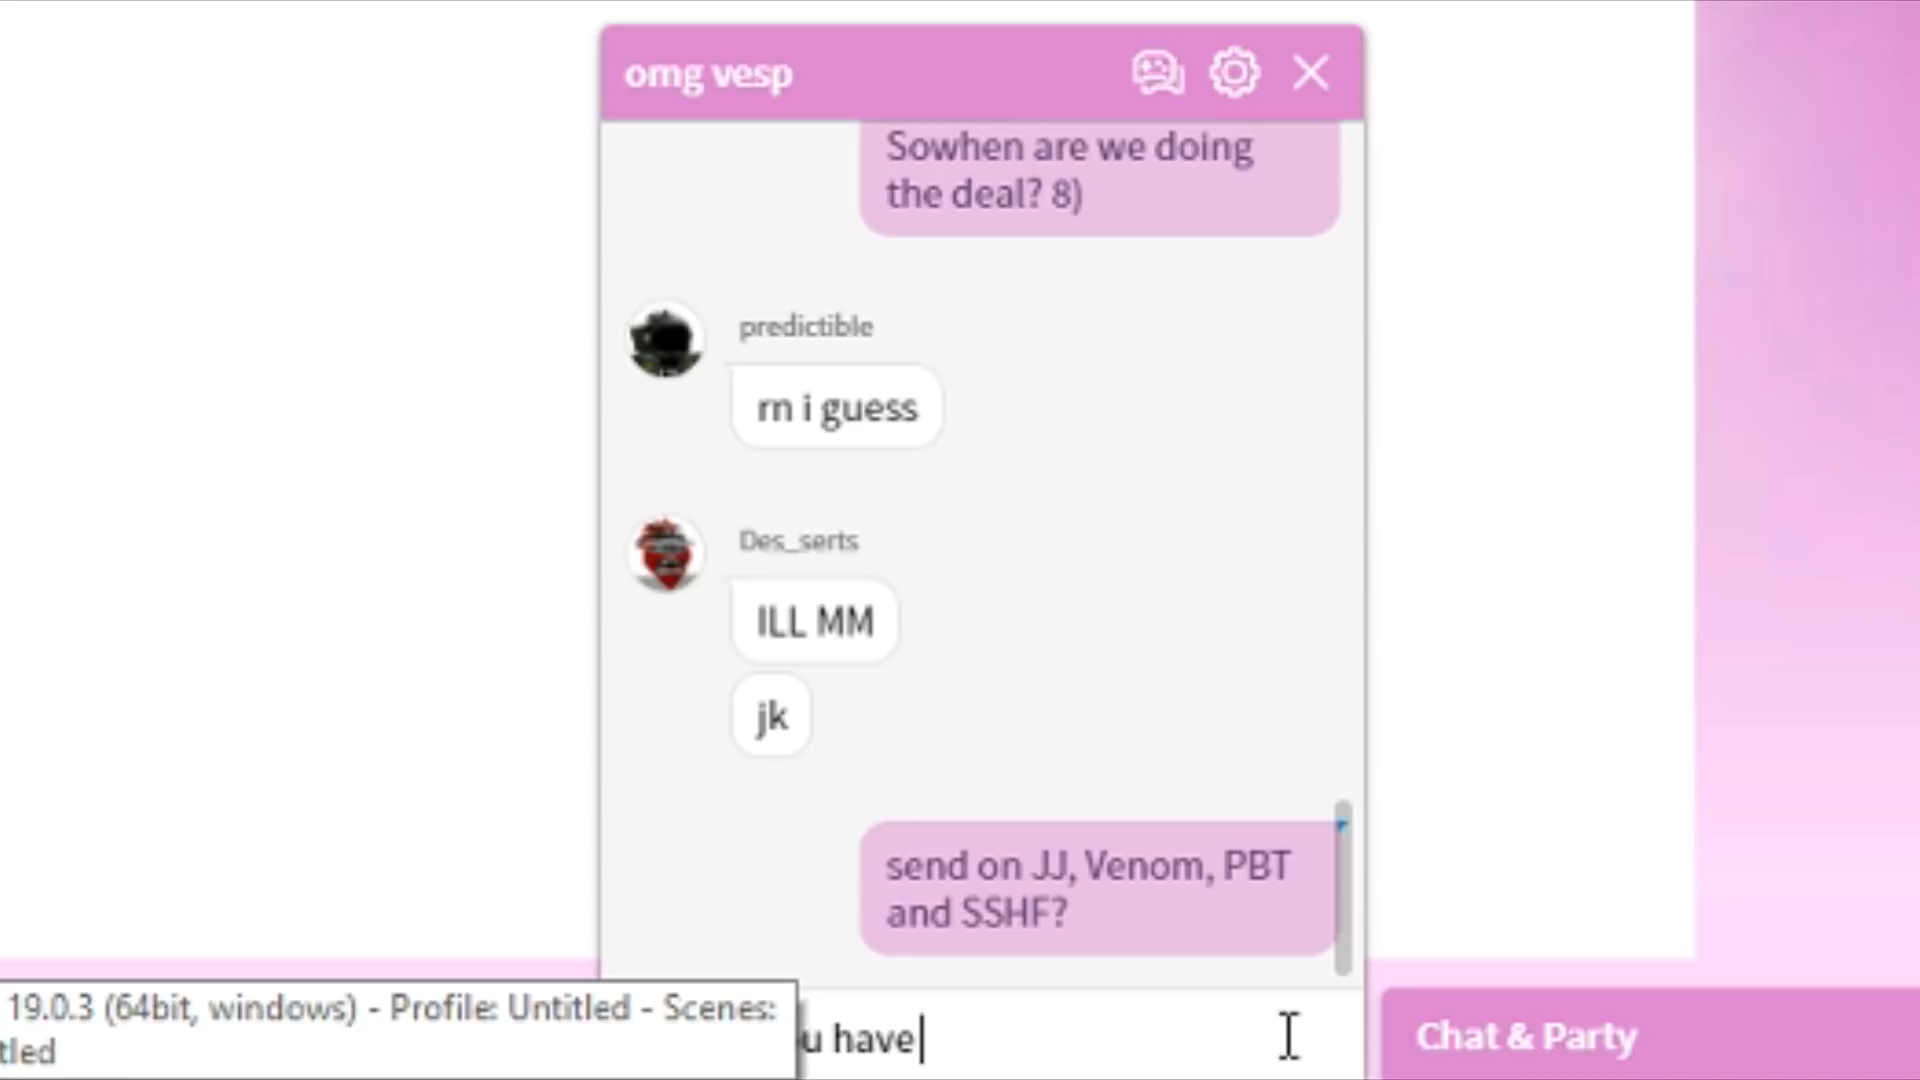 omg vesp
Sowhen are we doing
the deal? 8)
predictible
rn i guess
Des_serts
ILL MM
jk
send on JJ, Venom, PBT
and SSHF?
19.0.3 (64bit, windows) - Profile: Untitled - Scenes:
tled
u have
Chat & Party